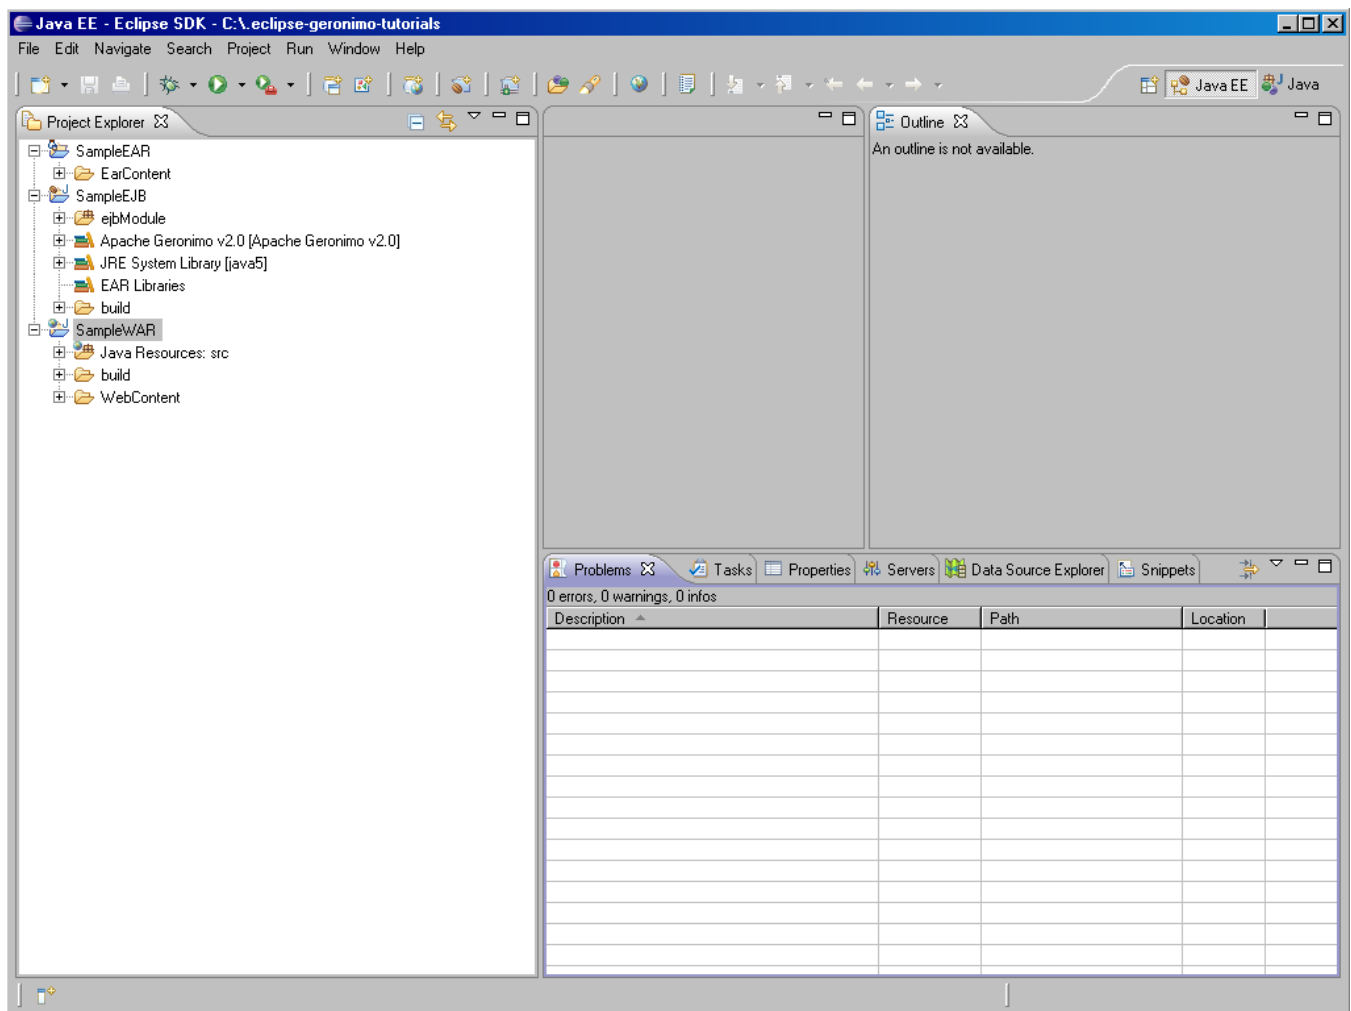 Java EE - Eclipse SDK - C:\.eclipse-geronimo-tutorials
File Edit Navigate Search Project Run Window Help
Java EE Java
Project Explorer
SampleEAR
EarContent
SampleEJB
ejbModule
Apache Geronimo v2.0 [Apache Geronimo v2.0]
JRE System Library [java5]
EAR Libraries
build
SampleWAR
Java Resources: src
build
WebContent
Outline
An outline is not available.
Problems Tasks Properties Servers Data Source Explorer Snippets
0 errors, 0 warnings, 0 infos
Description Resource Path Location